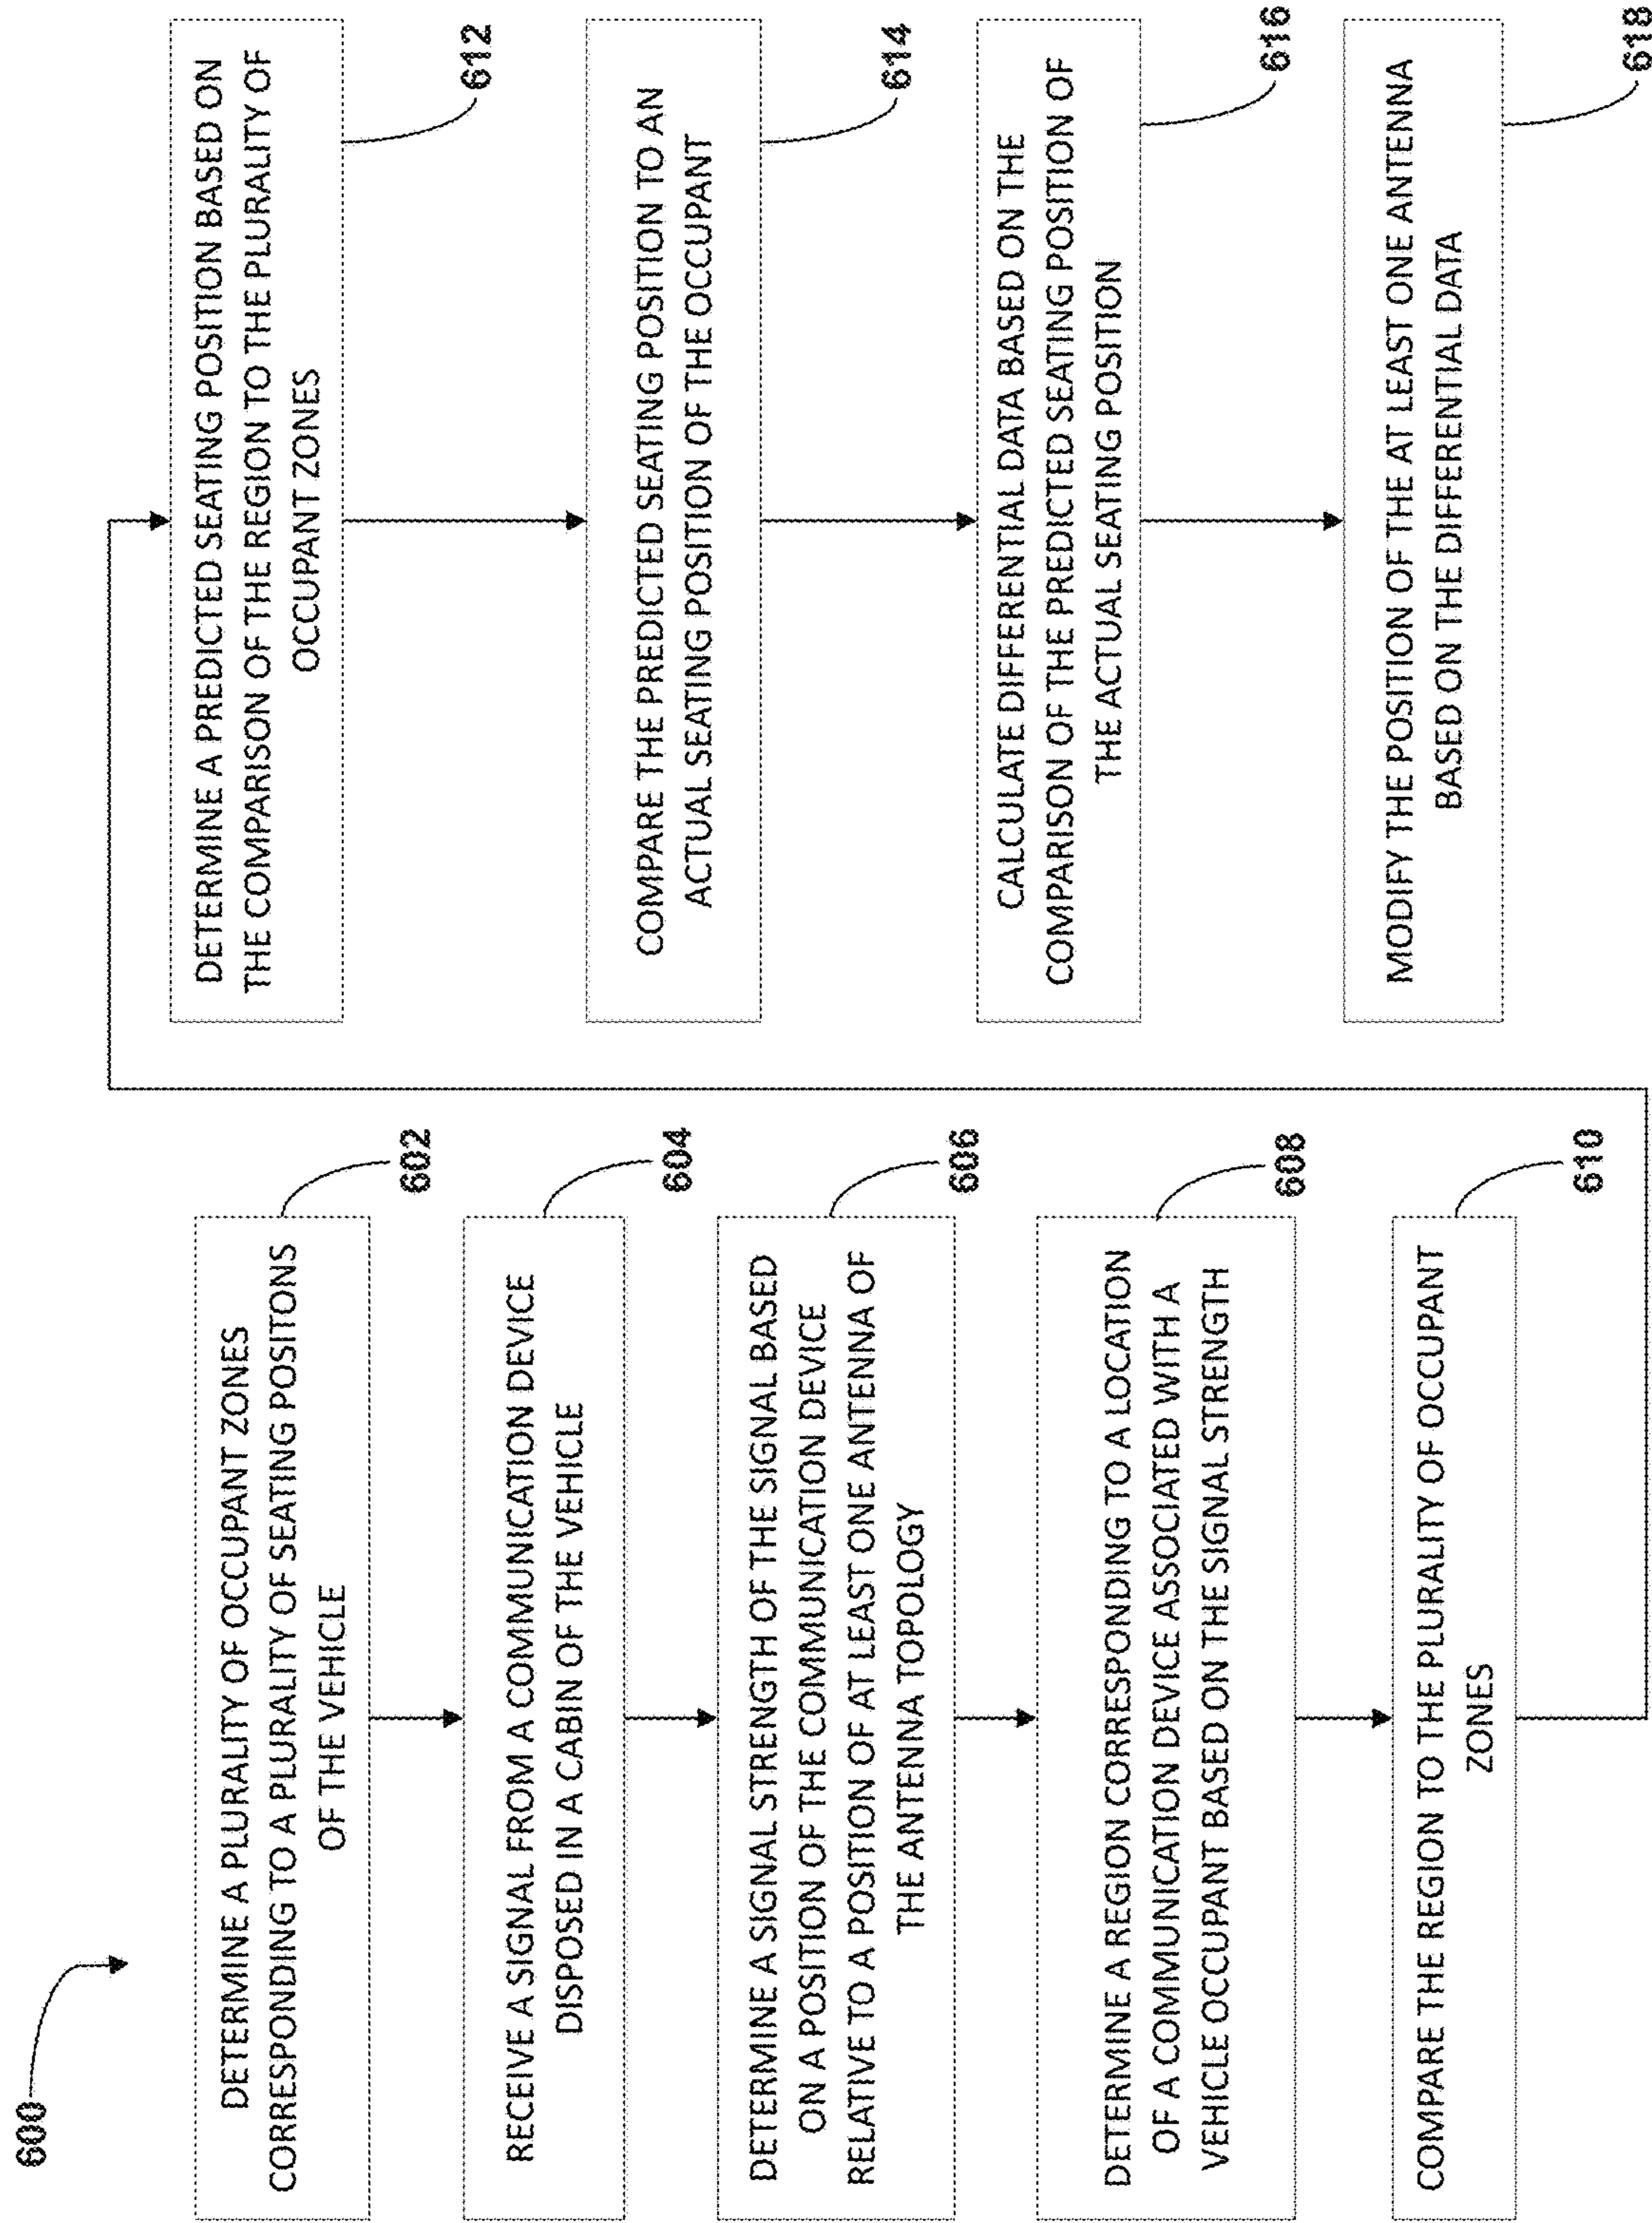 600
DETERMINE A PLURALITY OF OCCUPANT ZONES
CORRESPONDING TO A PLURALITY OF SEATING POSITONS
OF THE VEHICLE
602
RECEIVE A SIGNAL FROM A COMMUNICATION DEVICE
DISPOSED IN A CABIN OF THE VEHICLE
604
DETERMINE A SIGNAL STRENGTH OF THE SIGNAL BASED
ON A POSITION OF THE COMMUNICATION DEVICE
RELATIVE TO A POSITION OF AT LEAST ONE ANTENNA OF
THE ANTENNA TOPOLOGY
606
DETERMINE A REGION CORRESPONDING TO A LOCATION
OF A COMMUNICATION DEVICE ASSOCIATED WITH A
VEHICLE OCCUPANT BASED ON THE SIGNAL STRENGTH
608
COMPARE THE REGION TO THE PLURALITY OF OCCUPANT
ZONES
610
DETERMINE A PREDICTED SEATING POSITION BASED ON
THE COMPARISON OF THE REGION TO THE PLURALITY OF
OCCUPANT ZONES
612
COMPARE THE PREDICTED SEATING POSITION TO AN
ACTUAL SEATING POSITION OF THE OCCUPANT
614
CALCULATE DIFFERENTIAL DATA BASED ON THE
COMPARISON OF THE PREDICTED SEATING POSITION OF
THE ACTUAL SEATING POSITION
616
MODIFY THE POSITION OF THE AT LEAST ONE ANTENNA
BASED ON THE DIFFERENTIAL DATA
618